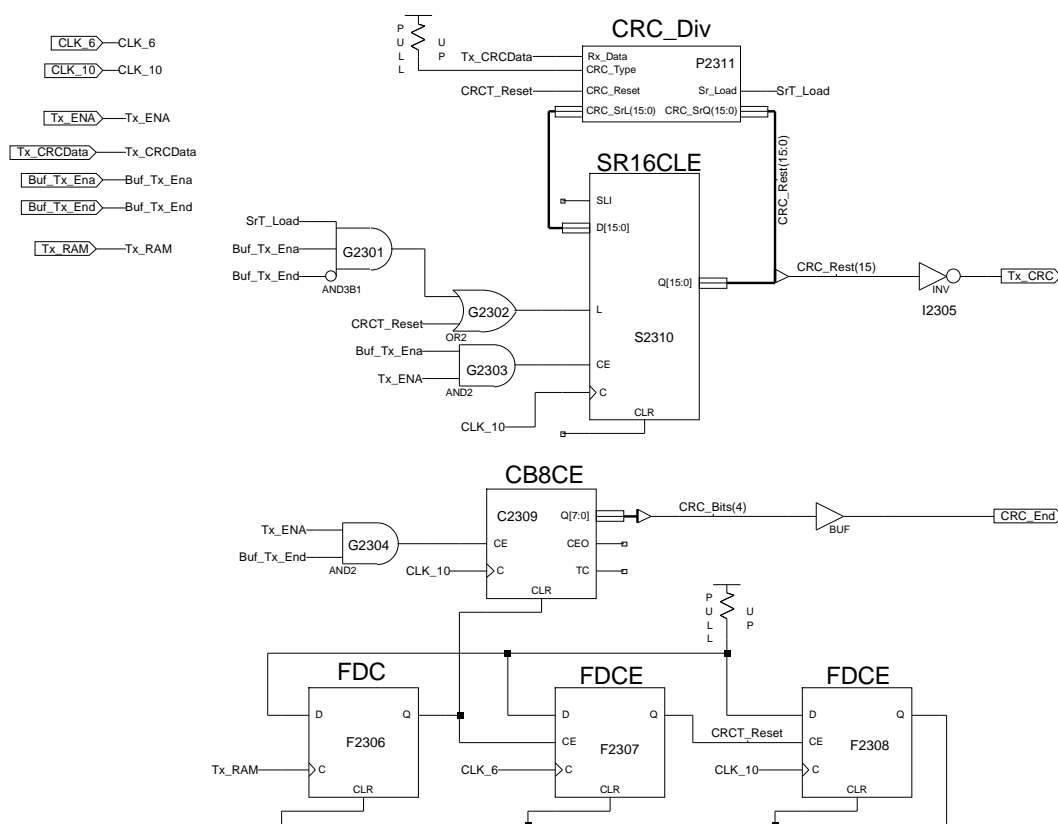 CLK_6 CLK_6
CLK_10 CLK_10
Tx_ENA Tx_ENA
Tx_CRCData Tx_CRCData
Buf_Tx_Ena Buf_Tx_Ena
Buf_Tx_End Buf_Tx_End
Tx_RAM Tx_RAM
PULL
UP
CRC_Div
P2311
Tx_CRCData
Rx_Data
CRC_Type
CRCT_Reset
CRC_Reset
Sr_Load
SrT_Load
CRC_SrL(15:0)
CRC_SrQ(15:0)
CRC_Rest(15:0)
SR16CLE
SLI
D[15:0]
Q[15:0]
L
S2310
CE
C
CLR
SrT_Load
Buf_Tx_Ena
Buf_Tx_End
G2301
AND3B1
CRCT_Reset
G2302
OR2
Buf_Tx_Ena
Tx_ENA
G2303
AND2
CLK_10
CRC_Rest(15)
INV
I2305
Tx_CRC
CB8CE
C2309
Q[7:0]
CE
CEO
C
TC
CLR
Tx_ENA
Buf_Tx_End
G2304
AND2
CLK_10
CRC_Bits(4)
BUF
CRC_End
PULL
UP
FDC
D
Q
F2306
C
CLR
Tx_RAM
FDCE
D
Q
CE
F2307
C
CLR
CLK_6
CRCT_Reset
FDCE
D
Q
CE
F2308
C
CLR
CLK_10